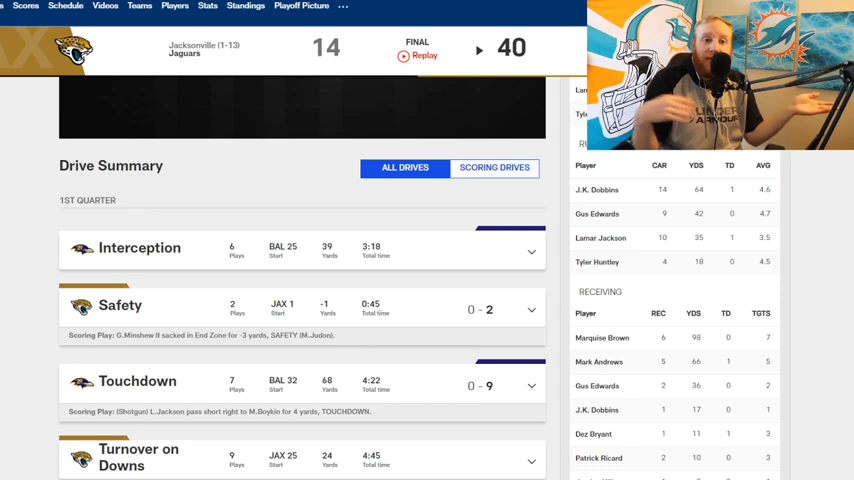 s Scores Schedule Videos Teams Players Stats Standings Playoff Picture ...
AX
Jacksonville (1-13)
Jaguars
14
FINAL
Replay
40
UNDER
ARMOUR
Drive Summary
ALL DRIVES
SCORING DRIVES
1ST QUARTER
Interception
6
Plays
BAL 25
Start
39
Yards
3:18
Total time
Safety
2
Plays
JAX 1
Start
-1
Yards
0:45
Total time
0 - 2
Scoring Play: G.Minshew II sacked in End Zone for -3 yards, SAFETY (M.Judon).
Touchdown
7
Plays
BAL 32
Start
68
Yards
4:22
Total time
0 - 9
Scoring Play: (Shotgun) L.Jackson pass short right to M.Boykin for 4 yards, TOUCHDOWN.
Turnover on
Downs
9
Plays
JAX 25
Start
24
Yards
4:45
Total time
Lan
Tyle
RU
Player CAR YDS TD AVG
J.K. Dobbins 14 64 1 4.6
Gus Edwards 9 42 0 4.7
Lamar Jackson 10 35 1 3.5
Tyler Huntley 4 18 0 4.5
RECEIVING
Player REC YDS TD TGTS
Marquise Brown 6 98 0 7
Mark Andrews 5 66 0 5
Gus Edwards 2 36 0 2
J.K. Dobbins 1 17 0 1
Dez Bryant 1 11 1 3
Patrick Ricard 2 10 0 3